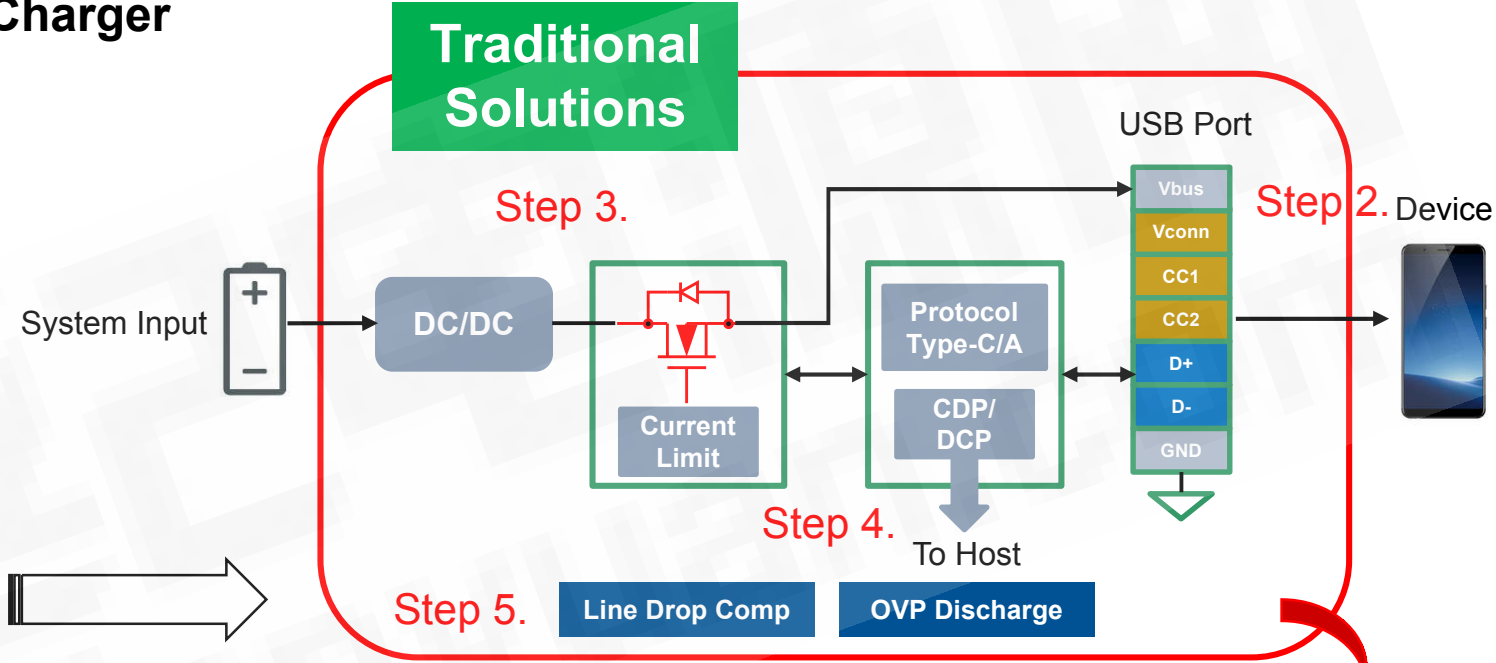 Charger
Traditional
Solutions
USB Port
Step 3.
Vbus
Step 2.
Device
Vconn
CC1
CC2
D+
D-
GND
System Input
+
-
DC/DC
Protocol
Type-C/A
CDP/
DCP
Current
Limit
Step 4.
To Host
Step 5.
Line Drop Comp
OVP Discharge